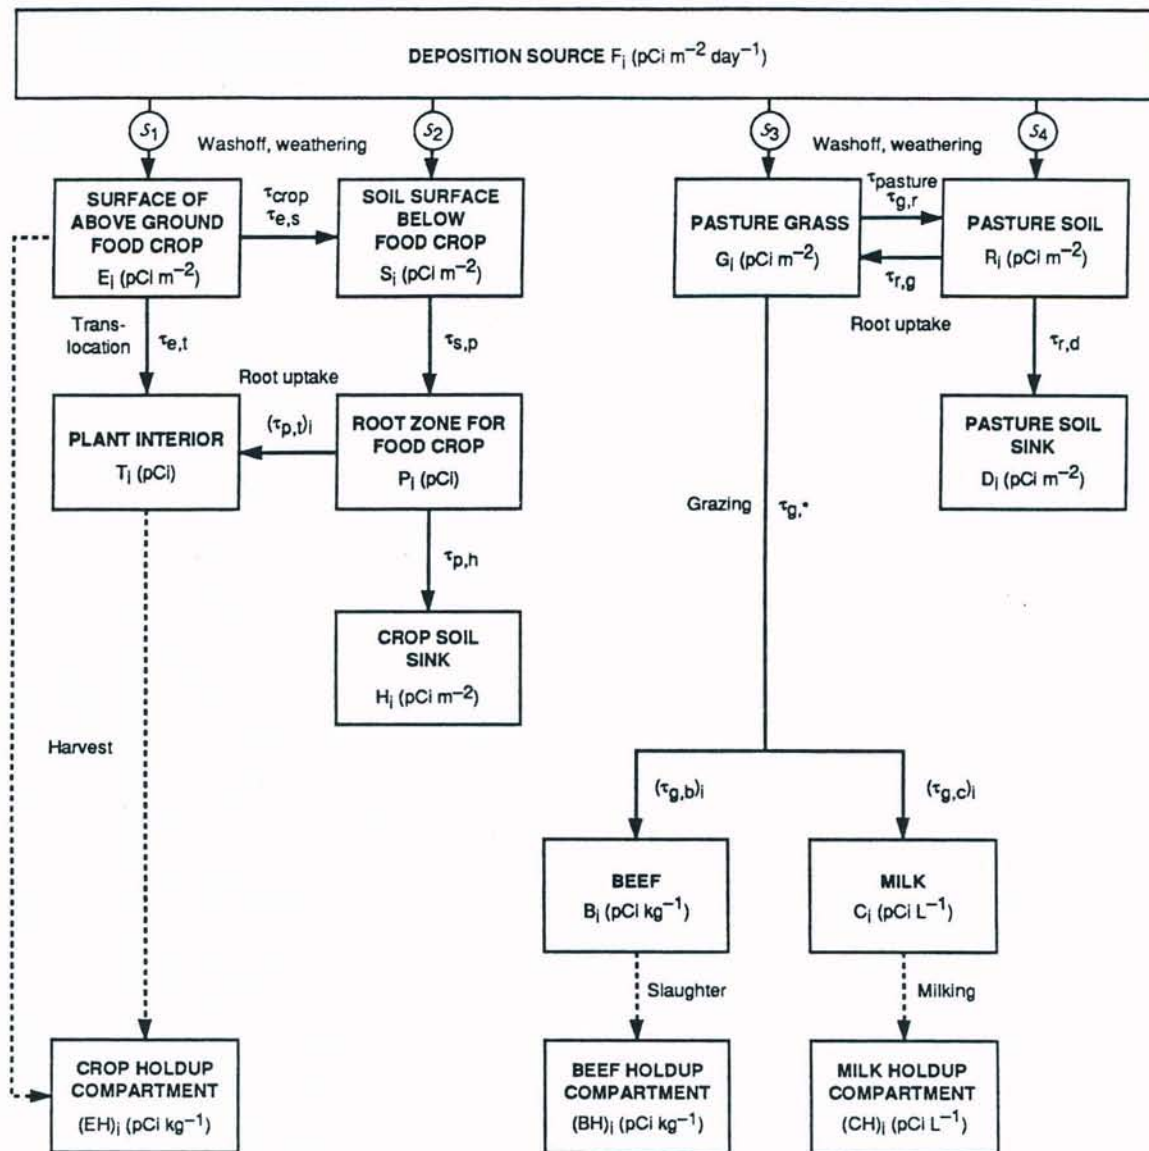 DEPOSITION SOURCE Fᵢ (pCi m⁻² day⁻¹)
s₁
s₂
s₃
s₄
Washoff, weathering
Washoff, weathering
SURFACE OF
ABOVE GROUND
FOOD CROP
Eᵢ (pCi m⁻²)
τcrop
τe,s
SOIL SURFACE
BELOW
FOOD CROP
Sᵢ (pCi m⁻²)
PASTURE GRASS
Gᵢ (pCi m⁻²)
τpasture
τg,r
τr,g
PASTURE SOIL
Rᵢ (pCi m⁻²)
Trans-
location
τe,t
τs,p
Root uptake
τr,d
Root uptake
(τp,t)ᵢ
PLANT INTERIOR
Tᵢ (pCi)
ROOT ZONE FOR
FOOD CROP
Pᵢ (pCi)
PASTURE SOIL
SINK
Dᵢ (pCi m⁻²)
Grazing
τg,*
τp,h
CROP SOIL
SINK
Hᵢ (pCi m⁻²)
Harvest
(τg,b)ᵢ
(τg,c)ᵢ
BEEF
Bᵢ (pCi kg⁻¹)
MILK
Cᵢ (pCi L⁻¹)
Slaughter
Milking
CROP HOLDUP
COMPARTMENT
(EH)ᵢ (pCi kg⁻¹)
BEEF HOLDUP
COMPARTMENT
(BH)ᵢ (pCi kg⁻¹)
MILK HOLDUP
COMPARTMENT
(CH)ᵢ (pCi L⁻¹)